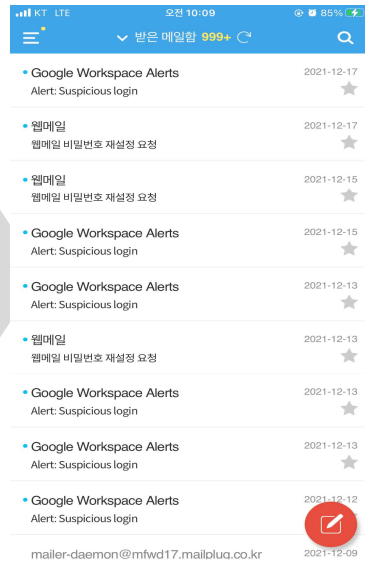 KT LTE 오전 10:09 85%
받은 메일함 999+
Google Workspace Alerts 2021-12-17
Alert: Suspicious login
웹메일 2021-12-17
웹메일 비밀번호 재설정 요청
웹메일 2021-12-15
웹메일 비밀번호 재설정 요청
Google Workspace Alerts 2021-12-15
Alert: Suspicious login
Google Workspace Alerts 2021-12-13
Alert: Suspicious login
웹메일 2021-12-13
웹메일 비밀번호 재설정 요청
Google Workspace Alerts 2021-12-13
Alert: Suspicious login
Google Workspace Alerts 2021-12-13
Alert: Suspicious login
Google Workspace Alerts 2021-12-12
Alert: Suspicious login
mailer-daemon@mfwd17.mailplug.co.kr 2021-12-09